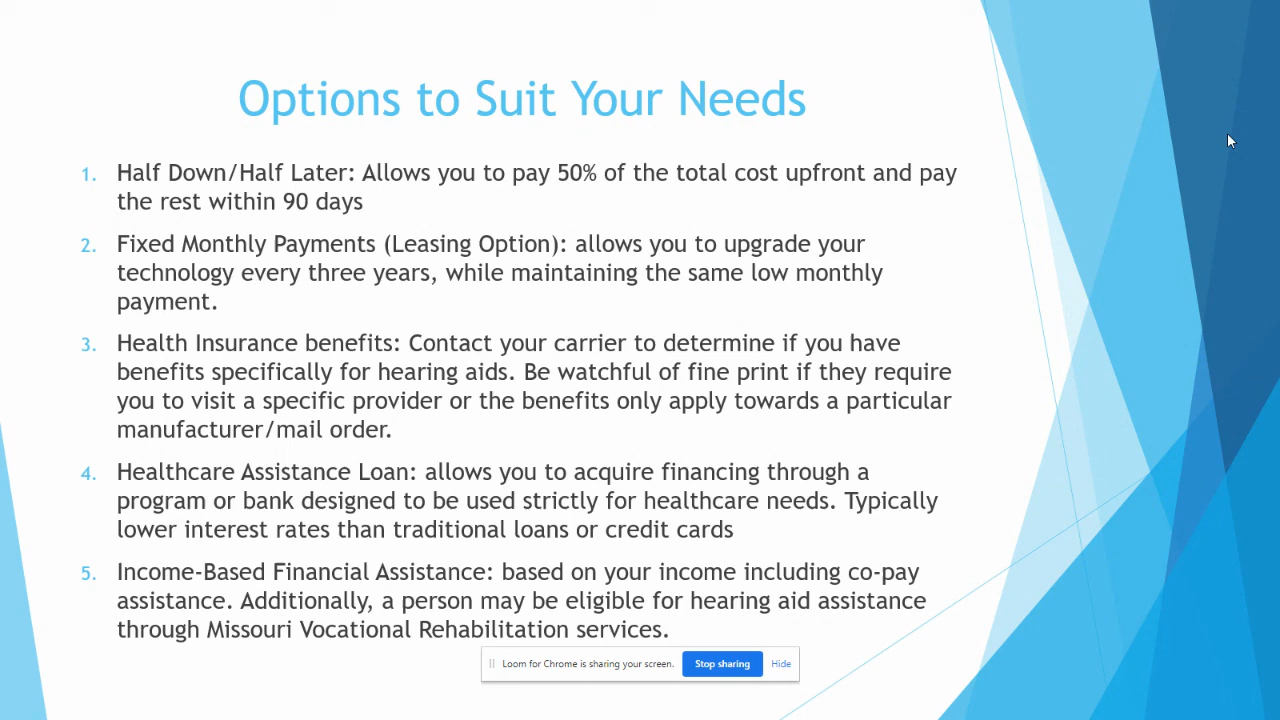 Options to Suit Your Needs
1. Half Down/Half Later: Allows you to pay 50% of the total cost upfront and pay
the rest within 90 days
2. Fixed Monthly Payments (Leasing Option): allows you to upgrade your
technology every three years, while maintaining the same low monthly
payment.
3. Health Insurance benefits: Contact your carrier to determine if you have
benefits specifically for hearing aids. Be watchful of fine print if they require
you to visit a specific provider or the benefits only apply towards a particular
manufacturer/mail order.
4. Healthcare Assistance Loan: allows you to acquire financing through a
program or bank designed to be used strictly for healthcare needs. Typically
lower interest rates than traditional loans or credit cards
5. Income-Based Financial Assistance: based on your income including co-pay
assistance. Additionally, a person may be eligible for hearing aid assistance
through Missouri Vocational Rehabilitation services.
Loom for Chrome is sharing your screen. Stop sharing Hide